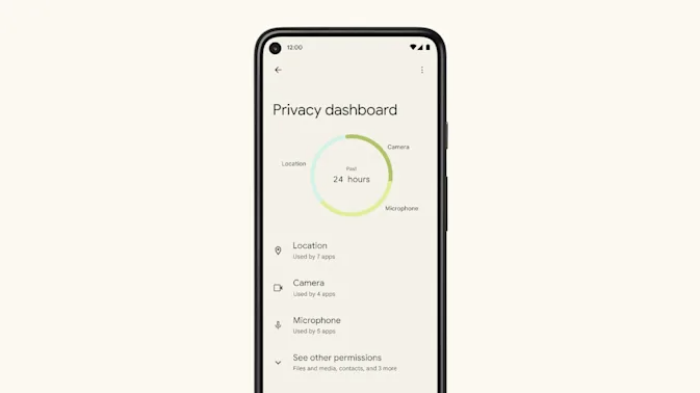 12:00
Privacy dashboard
Camera
Location
Past
24 hours
Microphone
Location
Used by 7 apps
Camera
Used by 4 apps
Microphone
Used by 5 apps
See other permissions
Files and media, contacts, and 3 more